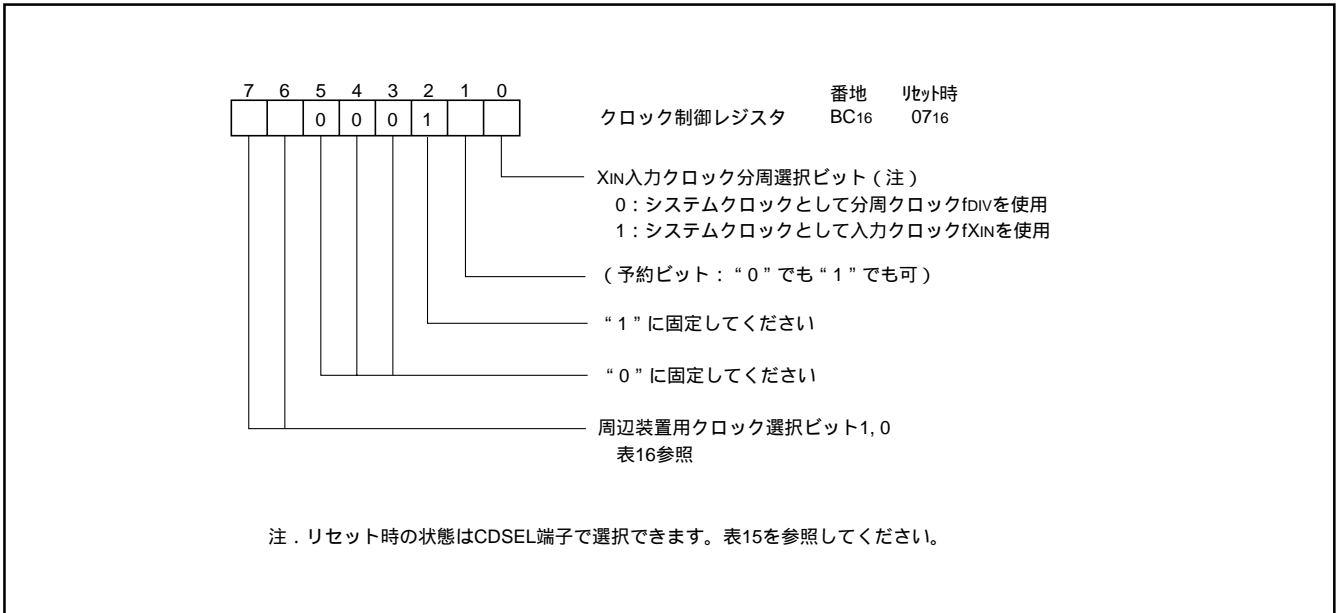 7 6 5 4 3 2 1 0
番地 リセット時
0 0 0 1
クロック制御レジスタ BC16 0716
XIN入力クロック分周選択ビット（注）
0：システムクロックとして分周クロックfDIVを使用
1：システムクロックとして入力クロックfXINを使用
（予約ビット：“0”でも“1”でも可）
“1”に固定してください
“0”に固定してください
周辺装置用クロック選択ビット1, 0
表16参照
注．リセット時の状態はCDSEL端子で選択できます。表15を参照してください。